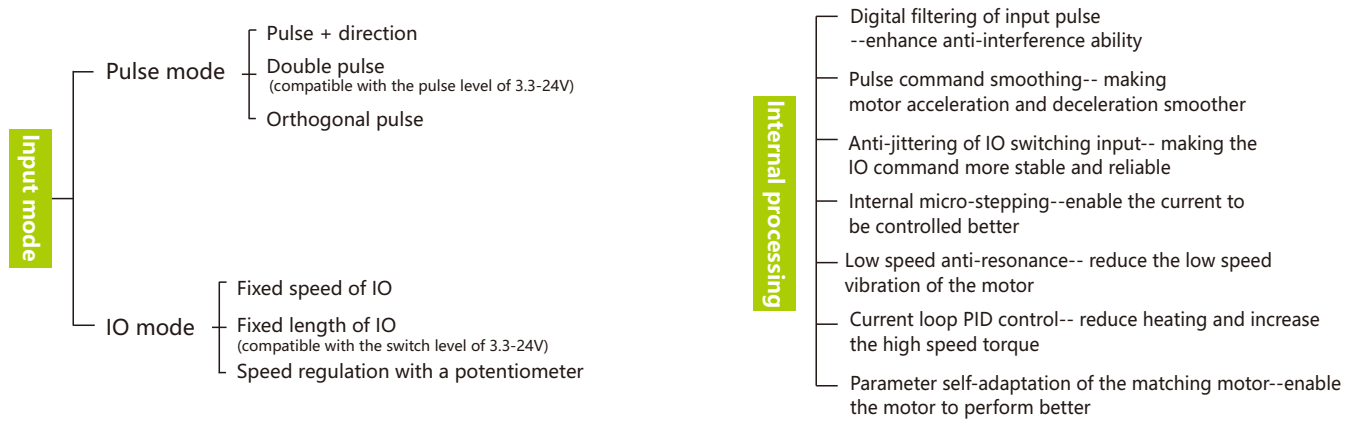 Input mode
Pulse mode
Pulse + direction
Double pulse
(compatible with the pulse level of 3.3-24V)
Orthogonal pulse
IO mode
Fixed speed of IO
Fixed length of IO
(compatible with the switch level of 3.3-24V)
Speed regulation with a potentiometer
Internal processing
Digital filtering of input pulse
--enhance anti-interference ability
Pulse command smoothing-- making
motor acceleration and deceleration smoother
Anti-jittering of IO switching input-- making the
IO command more stable and reliable
Internal micro-stepping--enable the current to
be controlled better
Low speed anti-resonance-- reduce the low speed
vibration of the motor
Current loop PID control-- reduce heating and increase
the high speed torque
Parameter self-adaptation of the matching motor--enable
the motor to perform better